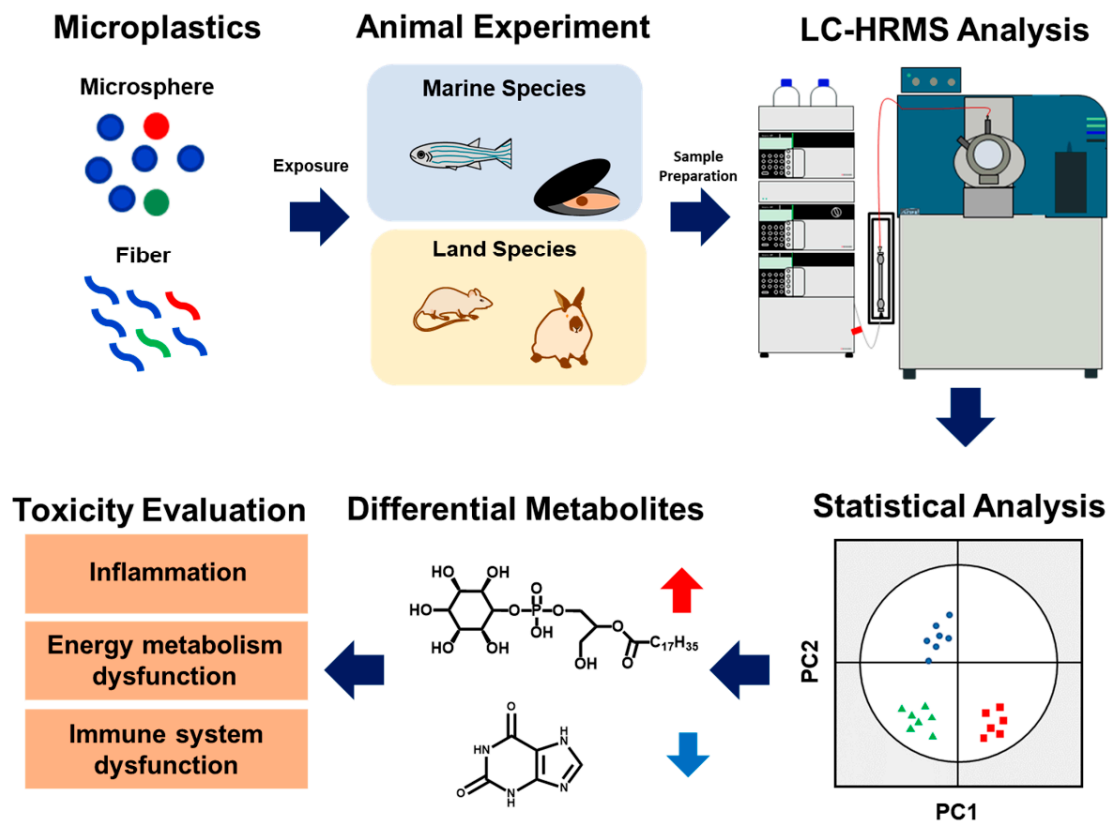 Microplastics
Animal Experiment
LC-HRMS Analysis
Microsphere
Fiber
Exposure
Marine Species
Land Species
Sample
Preparation
Statistical Analysis
PC2
PC1
Differential Metabolites
OH
OH
HO
OH
HO
OH
O
P
O
OH
O
O
O
C17H35
OH
O
HN
O
N
H
H
N
N
Toxicity Evaluation
Inflammation
Energy metabolism
dysfunction
Immune system
dysfunction